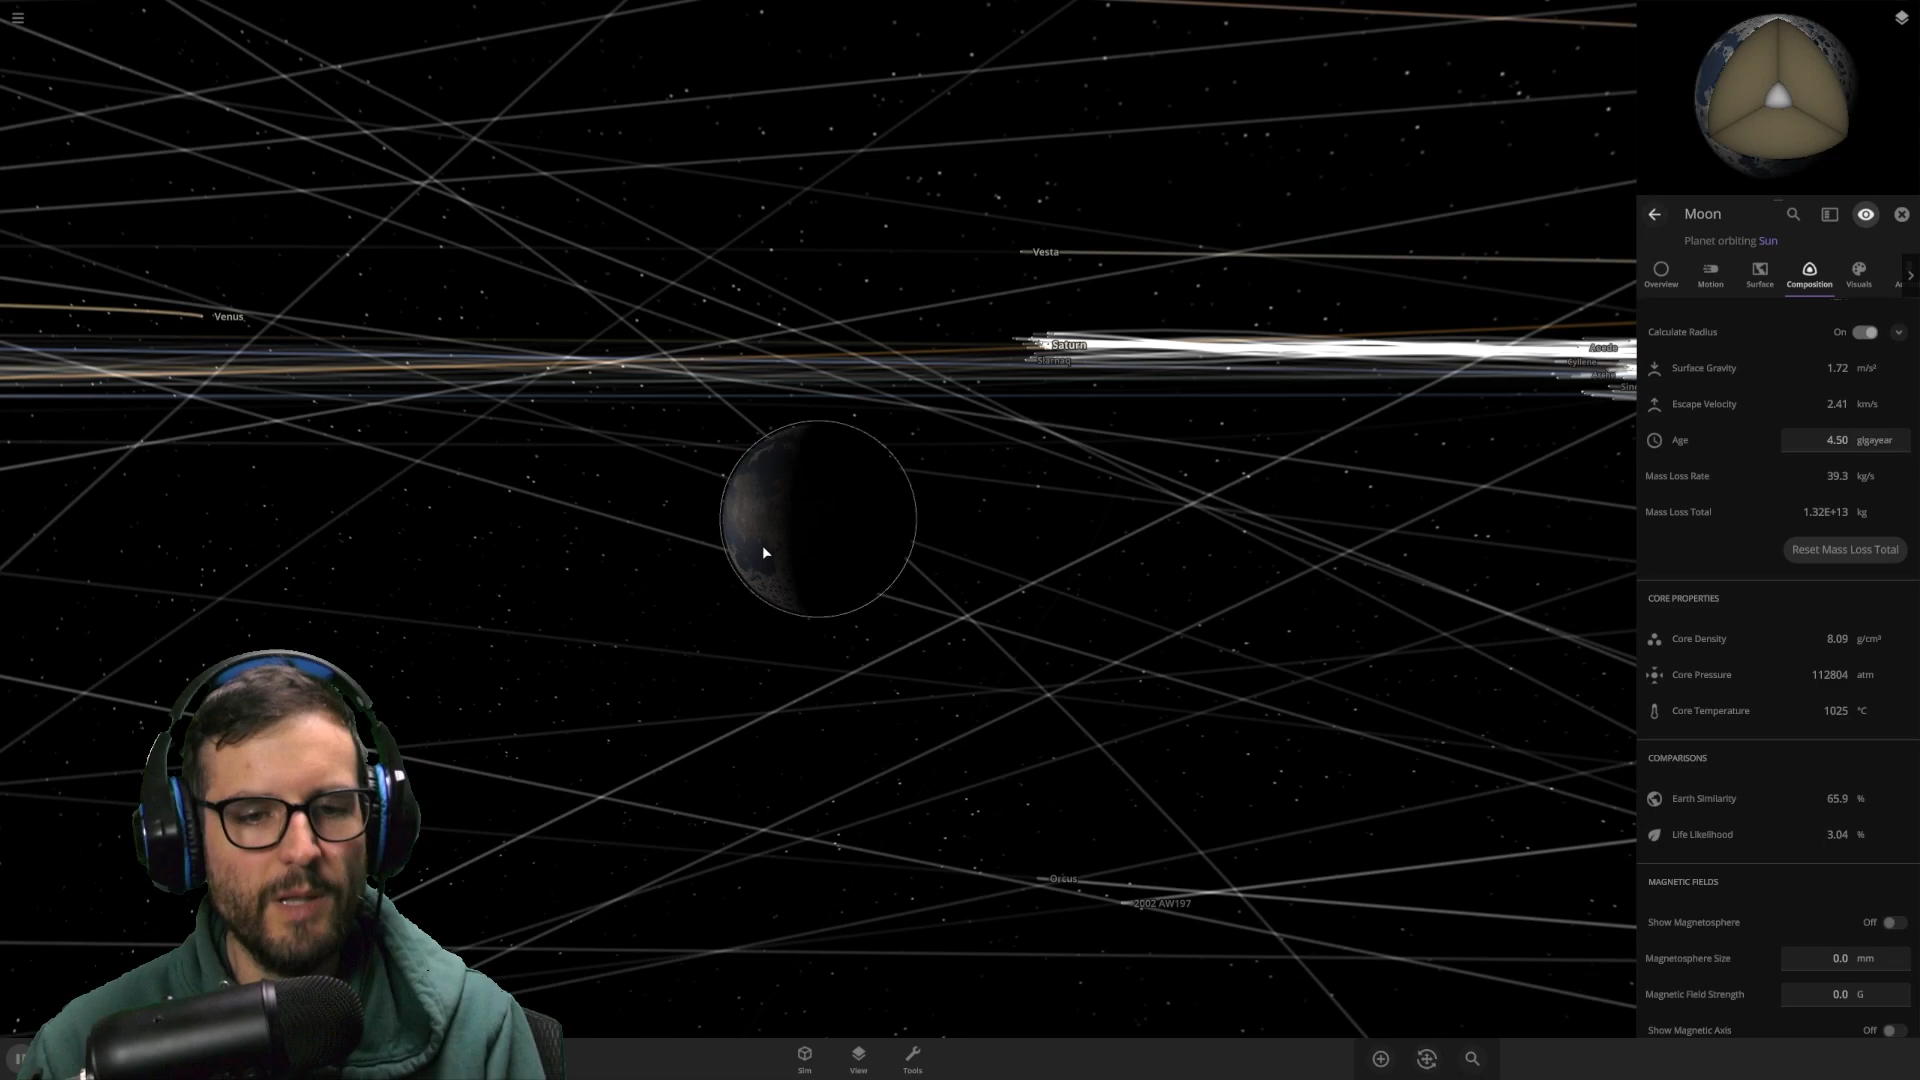 Vesta
Venus
Saturn
Skarnaq
Aoede
Cyllene
Arche
Orcus
2002 AW197
Moon
Planet orbiting Sun
Overview
Motion
Surface
Composition
Visuals
Calculate Radius On
Surface Gravity 1.72 m/s²
Escape Velocity 2.41 km/s
Age 4.50 gigayear
Mass Loss Rate 39.3 kg/s
Mass Loss Total 1.32E+13 kg
Reset Mass Loss Total
CORE PROPERTIES
Core Density 8.09 g/cm³
Core Pressure 112804 atm
Core Temperature 1025 °C
COMPARISONS
Earth Similarity 65.9 %
Life Likelihood 3.04 %
MAGNETIC FIELDS
Show Magnetosphere Off
Magnetosphere Size 0.0 mm
Magnetic Field Strength 0.0 G
Show Magnetic Axis Off
Sim
View
Tools